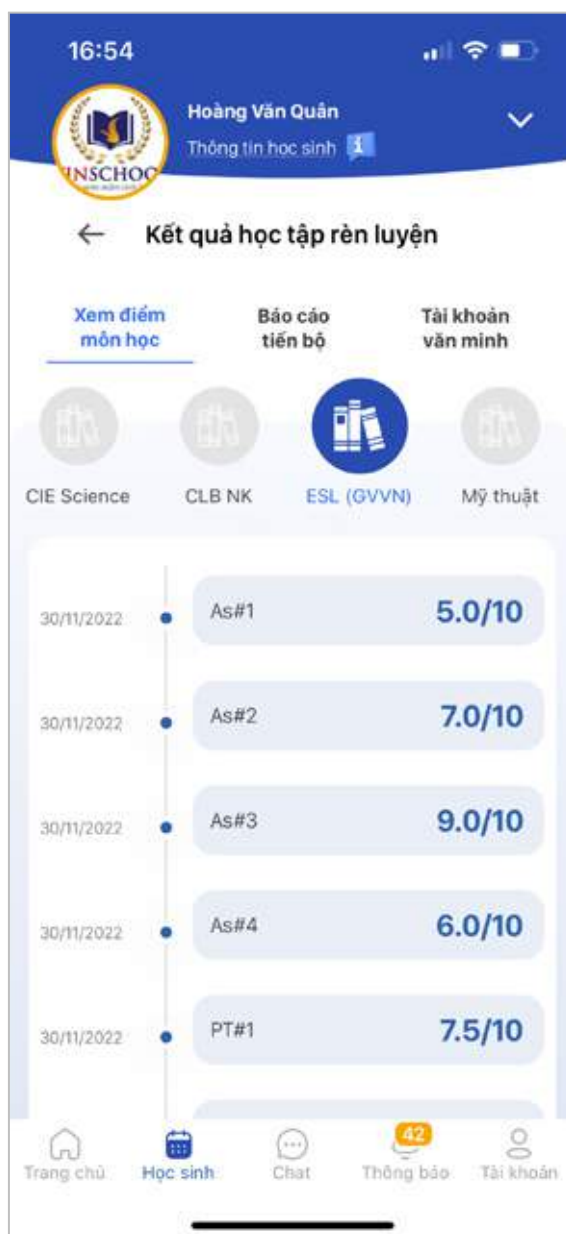 16:54
Hoàng Văn Quân
Thông tin học sinh
INSCHOO
Kết quả học tập rèn luyện
Xem điểm
môn học
Báo cáo
tiến bộ
Tài khoản
văn minh
CIE Science
CLB NK
ESL (GVVN)
Mỹ thuật
30/11/2022 As#1 5.0/10
30/11/2022 As#2 7.0/10
30/11/2022 As#3 9.0/10
30/11/2022 As#4 6.0/10
30/11/2022 PT#1 7.5/10
42
Trang chủ
Học sinh
Chat
Thông báo
Tài khoản